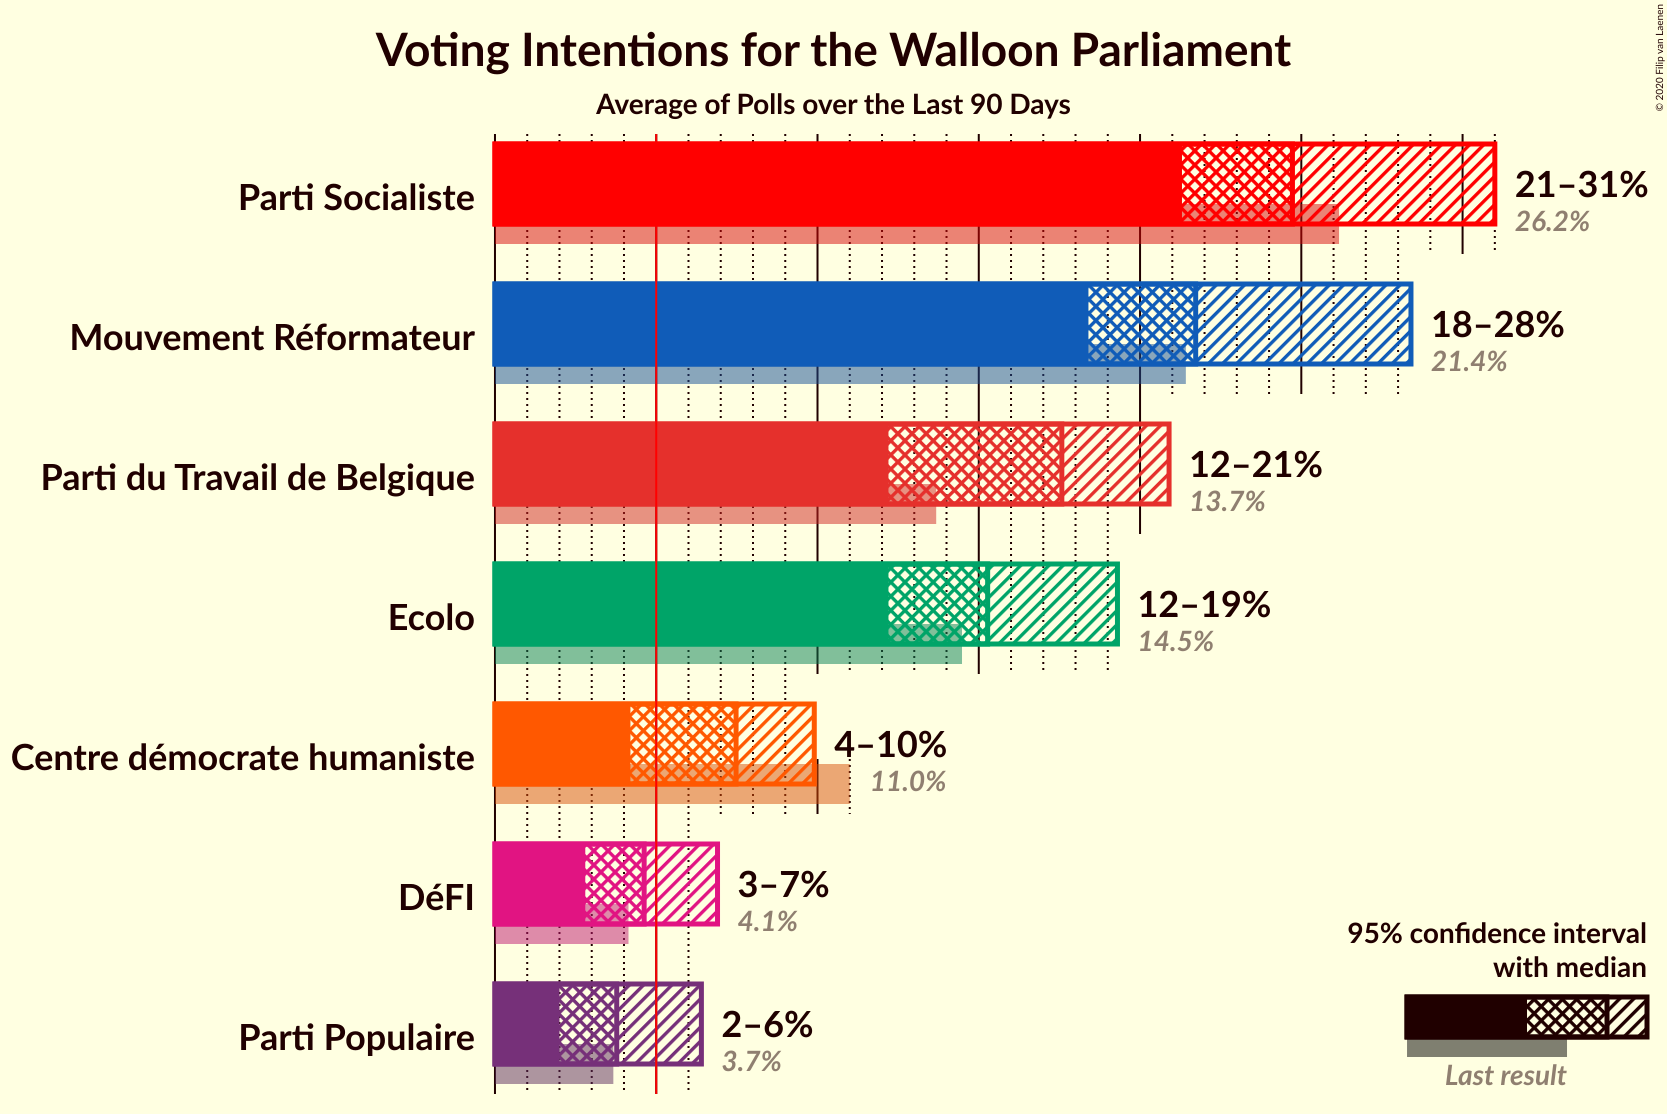 Voting Intentions for the Walloon Parliament
Average of Polls over the Last 90 Days
© 2020 Filip van Laenen
Parti Socialiste
21–31%
26.2%
Mouvement Réformateur
18–28%
21.4%
Parti du Travail de Belgique
12–21%
13.7%
Ecolo
12–19%
14.5%
Centre démocrate humaniste
4–10%
11.0%
DéFI
3–7%
4.1%
Parti Populaire
2–6%
3.7%
95% confidence interval
with median
Last result